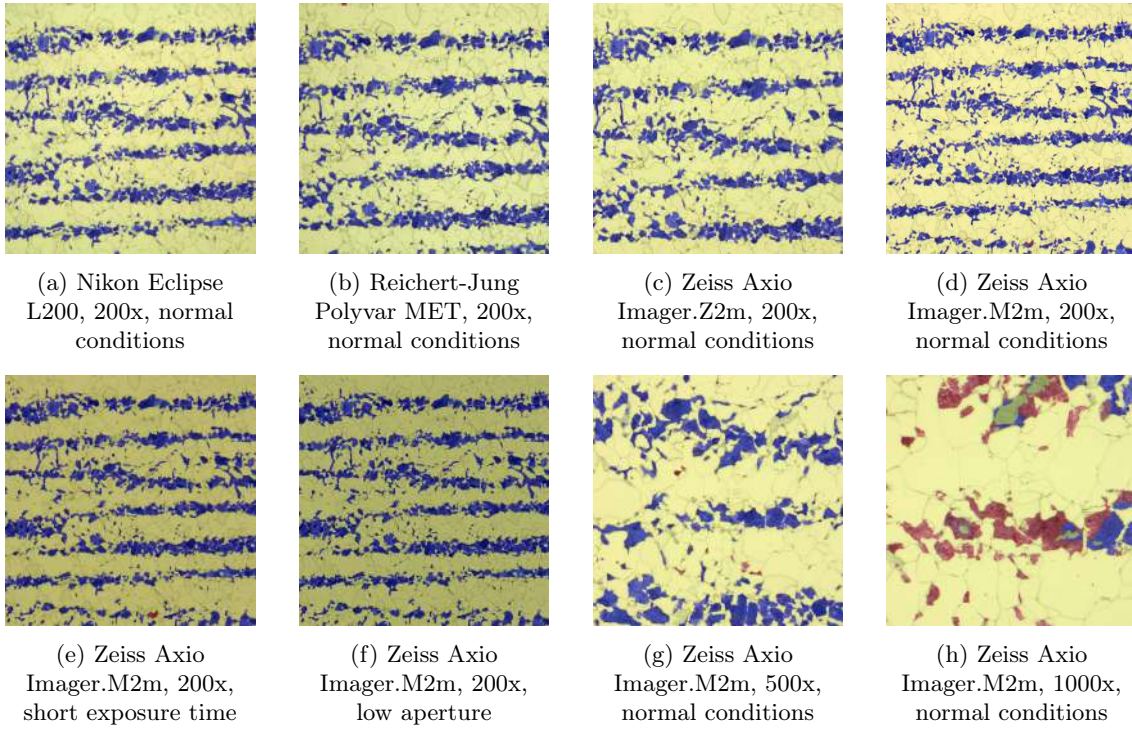 (a) Nikon Eclipse
L200, 200x, normal
conditions
(b) Reichert-Jung
Polyvar MET, 200x,
normal conditions
(c) Zeiss Axio
Imager.Z2m, 200x,
normal conditions
(d) Zeiss Axio
Imager.M2m, 200x,
normal conditions
(e) Zeiss Axio
Imager.M2m, 200x,
short exposure time
(f) Zeiss Axio
Imager.M2m, 200x,
low aperture
(g) Zeiss Axio
Imager.M2m, 500x,
normal conditions
(h) Zeiss Axio
Imager.M2m, 1000x,
normal conditions